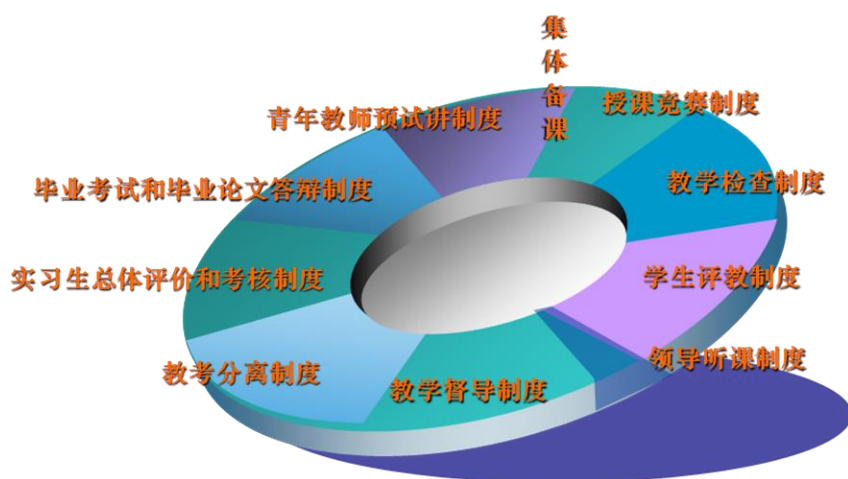 集体备课
授课竞赛制度
青年教师预试讲制度
教学检查制度
毕业考试和毕业论文答辩制度
学生评教制度
实习生总体评价和考核制度
领导听课制度
教考分离制度
教学督导制度